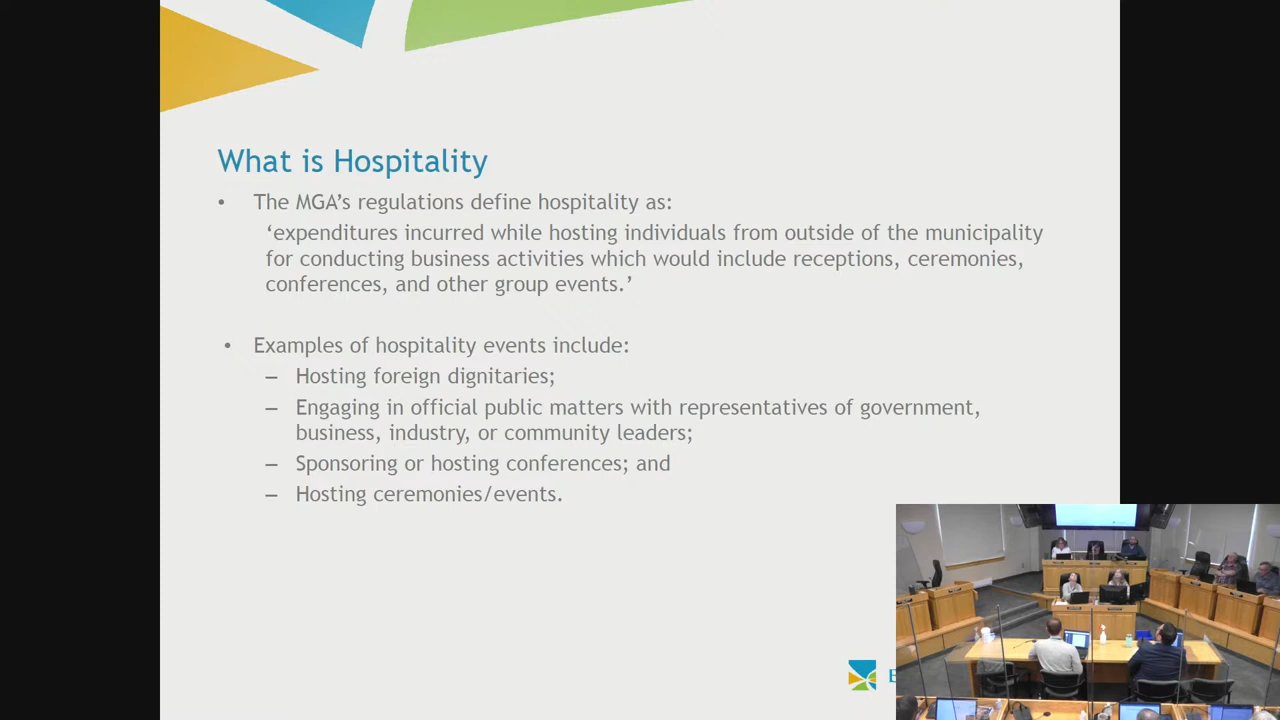 What is Hospitality
• The MGA’s regulations define hospitality as:
‘expenditures incurred while hosting individuals from outside of the municipality
for conducting business activities which would include receptions, ceremonies,
conferences, and other group events.’
• Examples of hospitality events include:
– Hosting foreign dignitaries;
– Engaging in official public matters with representatives of government,
business, industry, or community leaders;
– Sponsoring or hosting conferences; and
– Hosting ceremonies/events.